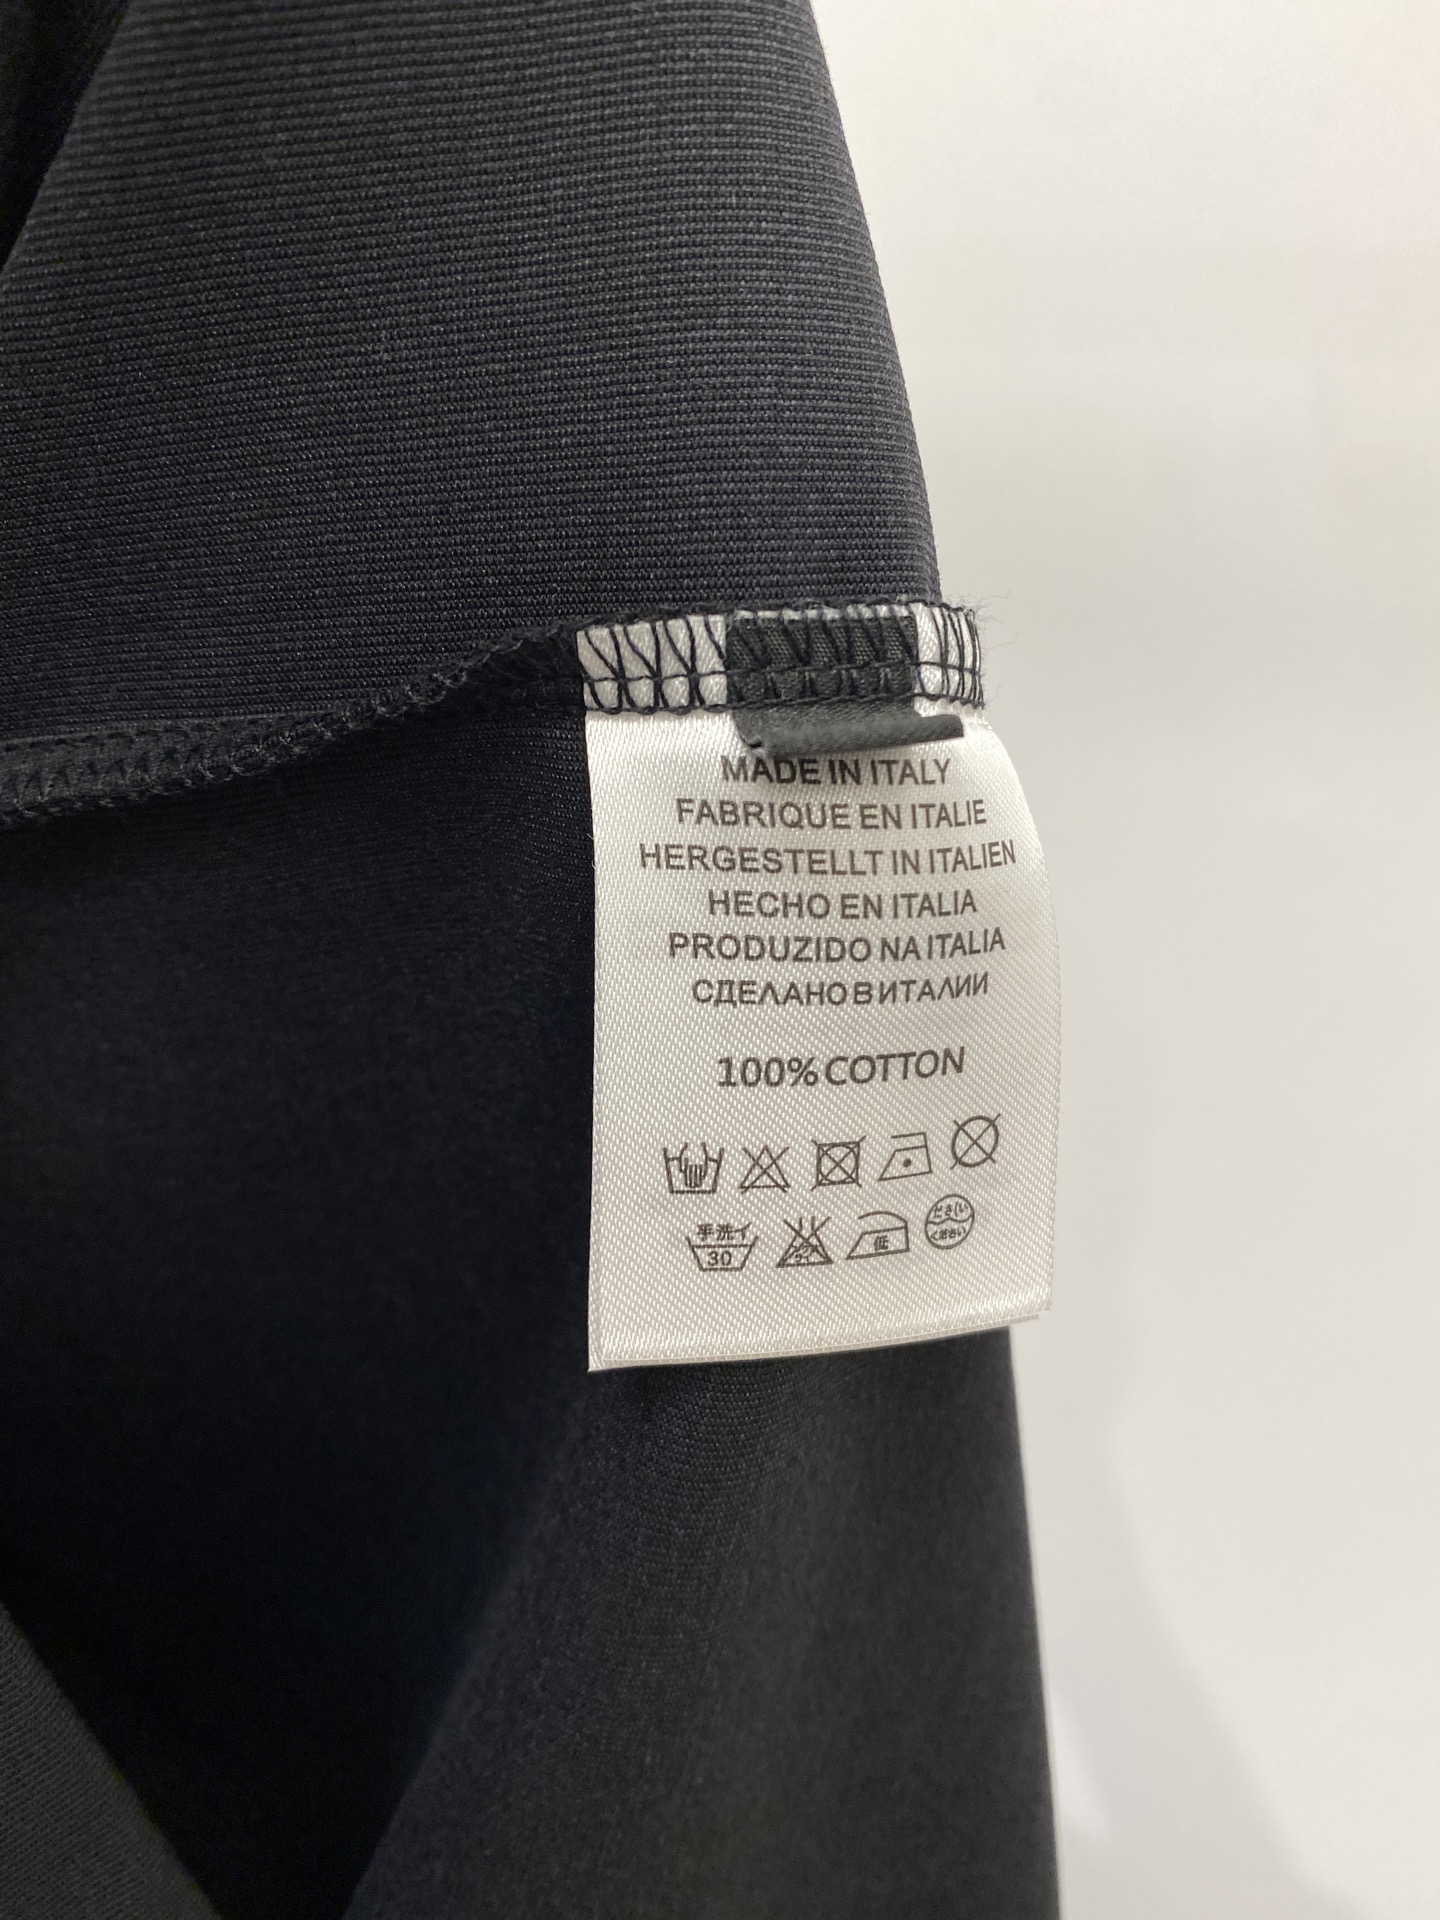 MADE IN ITALY
FABRIQUE EN ITALIE
HERGESTELLT IN ITALIEN
HECHO EN ITALIA
PRODUZIDO NA ITALIA
СДЕЛАНО В ИТАЛИИ
100% COTTON
手洗イ
30
低